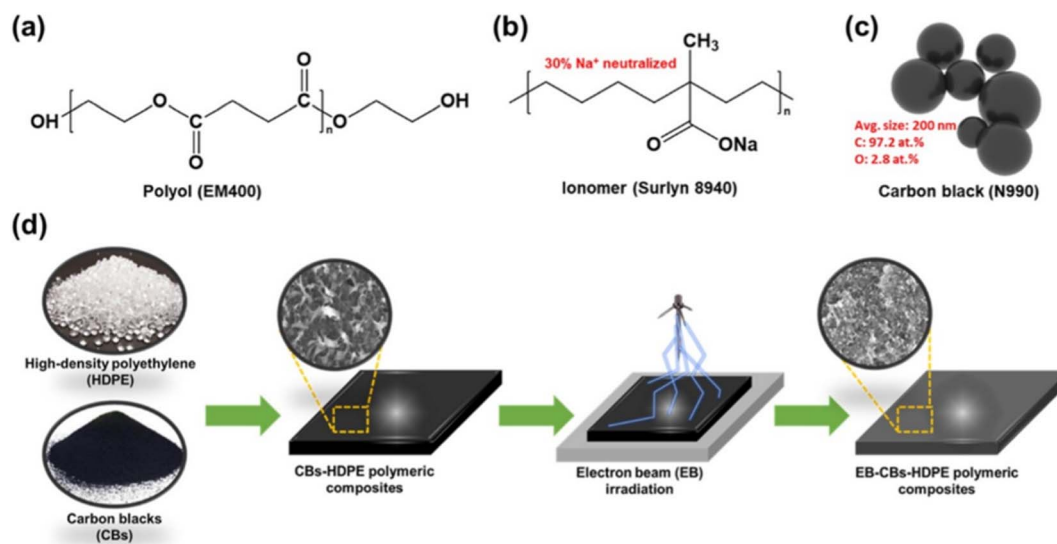 (a)
OH
O
O
O
n
O
OH
Polyol (EM400)
(b)
30% Na⁺ neutralized
CH₃
n
O
ONa
Ionomer (Surlyn 8940)
(c)
Avg. size: 200 nm
C: 97.2 at.%
O: 2.8 at.%
Carbon black (N990)
(d)
High-density polyethylene
(HDPE)
Carbon blacks
(CBs)
CBs-HDPE polymeric
composites
Electron beam (EB)
irradiation
EB-CBs-HDPE polymeric
composites